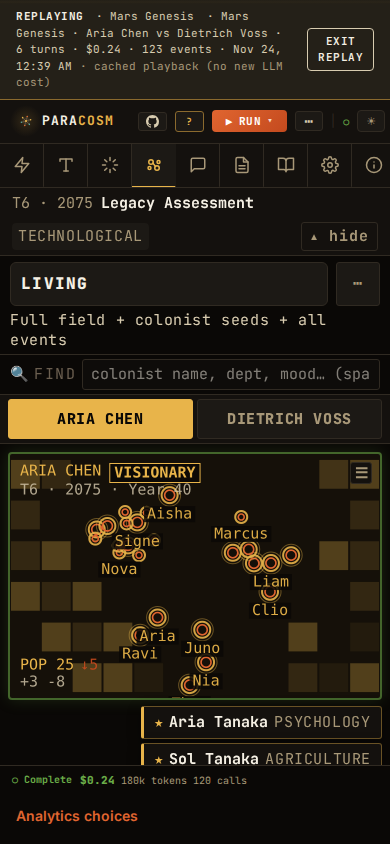 REPLAYING · Mars Genesis · Mars
Genesis · Aria Chen vs Dietrich Voss ·
6 turns · $0.24 · 123 events · Nov 24,
12:39 AM · cached playback (no new LLM
cost)
EXIT
REPLAY
PARACOSM
?
▶ RUN ▾
⋯
T6 · 2075 Legacy Assessment
TECHNOLOGICAL
▴ hide
LIVING
⋯
Full field + colonist seeds + all
events
FIND
colonist name, dept, mood… (spa
ARIA CHEN
DIETRICH VOSS
ARIA CHEN VISIONARY
T6 · 2075 · Year 40
Aisha
Marcus
Signe
Nova
Liam
Clio
Aria
Ravi
Juno
Nia
POP 25 ↓5
+3 -8
★ Aria Tanaka PSYCHOLOGY
★ Sol Tanaka AGRICULTURE
Complete $0.24 180k tokens 120 calls
Analytics choices